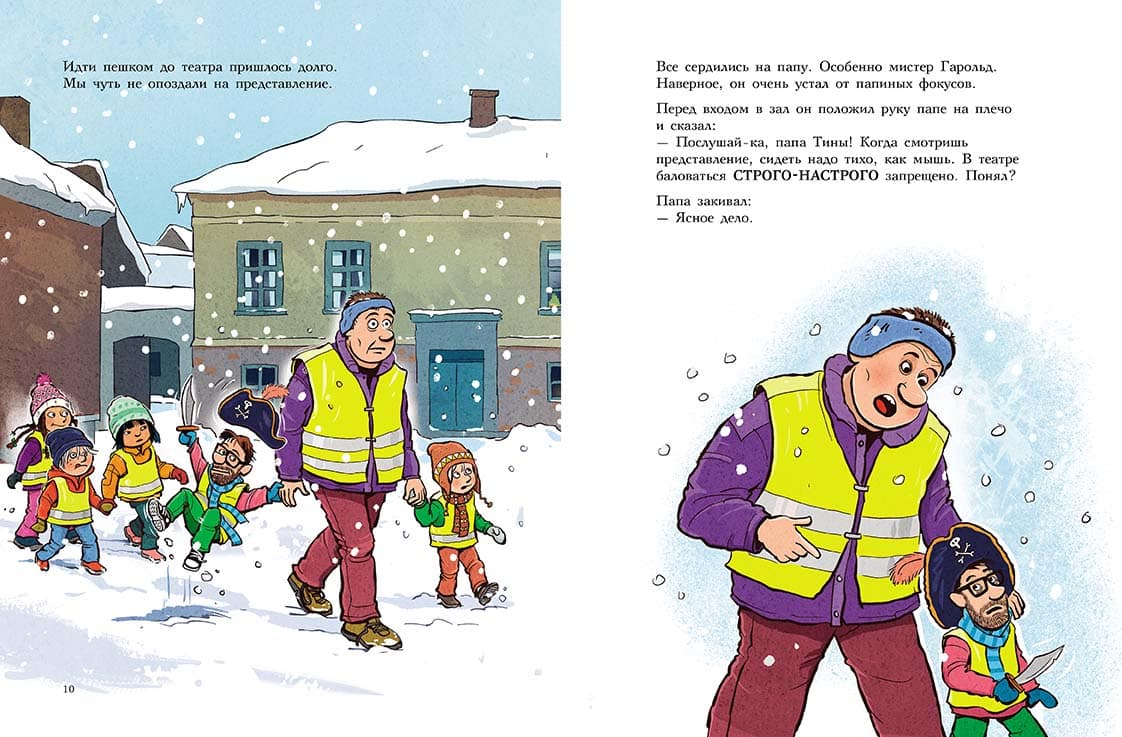 Идти пешком до театра пришлось долго.
Мы чуть не опоздали на представление.
10
Все сердились на папу. Особенно мистер Гарольд.
Наверное, он очень устал от папиных фокусов.
Перед входом в зал он положил руку папе на плечо
и сказал:
— Послушай-ка, папа Тины! Когда смотришь
представление, сидеть надо тихо, как мышь. В театре
баловаться СТРОГО-НАСТРОГО запрещено. Понял?
Папа закивал:
— Ясное дело.